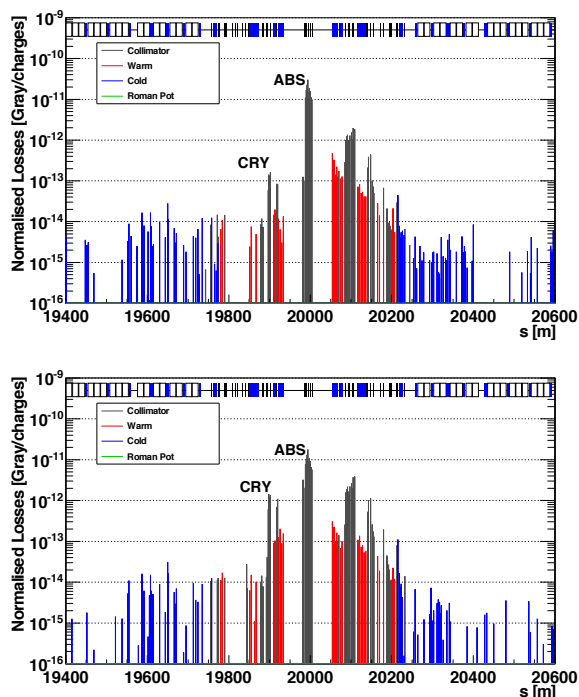 Normalised Losses [Gray/charges]
10^-9
10^-10
10^-11
10^-12
10^-13
10^-14
10^-15
10^-16
Collimator
Warm
Cold
Roman Pot
ABS
CRY
19400 19600 19800 20000 20200 20400 20600
s [m]
Normalised Losses [Gray/charges]
10^-9
10^-10
10^-11
10^-12
10^-13
10^-14
10^-15
10^-16
Collimator
Warm
Cold
Roman Pot
ABS
CRY
19400 19600 19800 20000 20200 20400 20600
s [m]